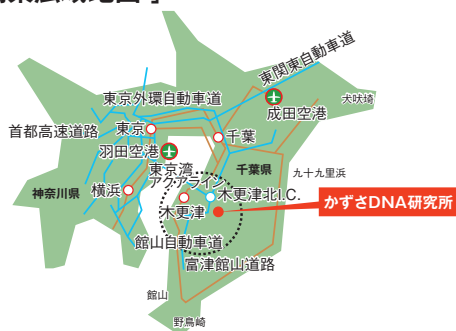 東関東自動車道
東京外環自動車道
犬吠埼
成田空港
首都高速道路
東京
千葉
羽田空港
東京湾
アクアライン
千葉県
九十九里浜
神奈川県
横浜
木更津北I.C.
かずさDNA研究所
木更津
館山自動車道
富津館山道路
館山
野島崎